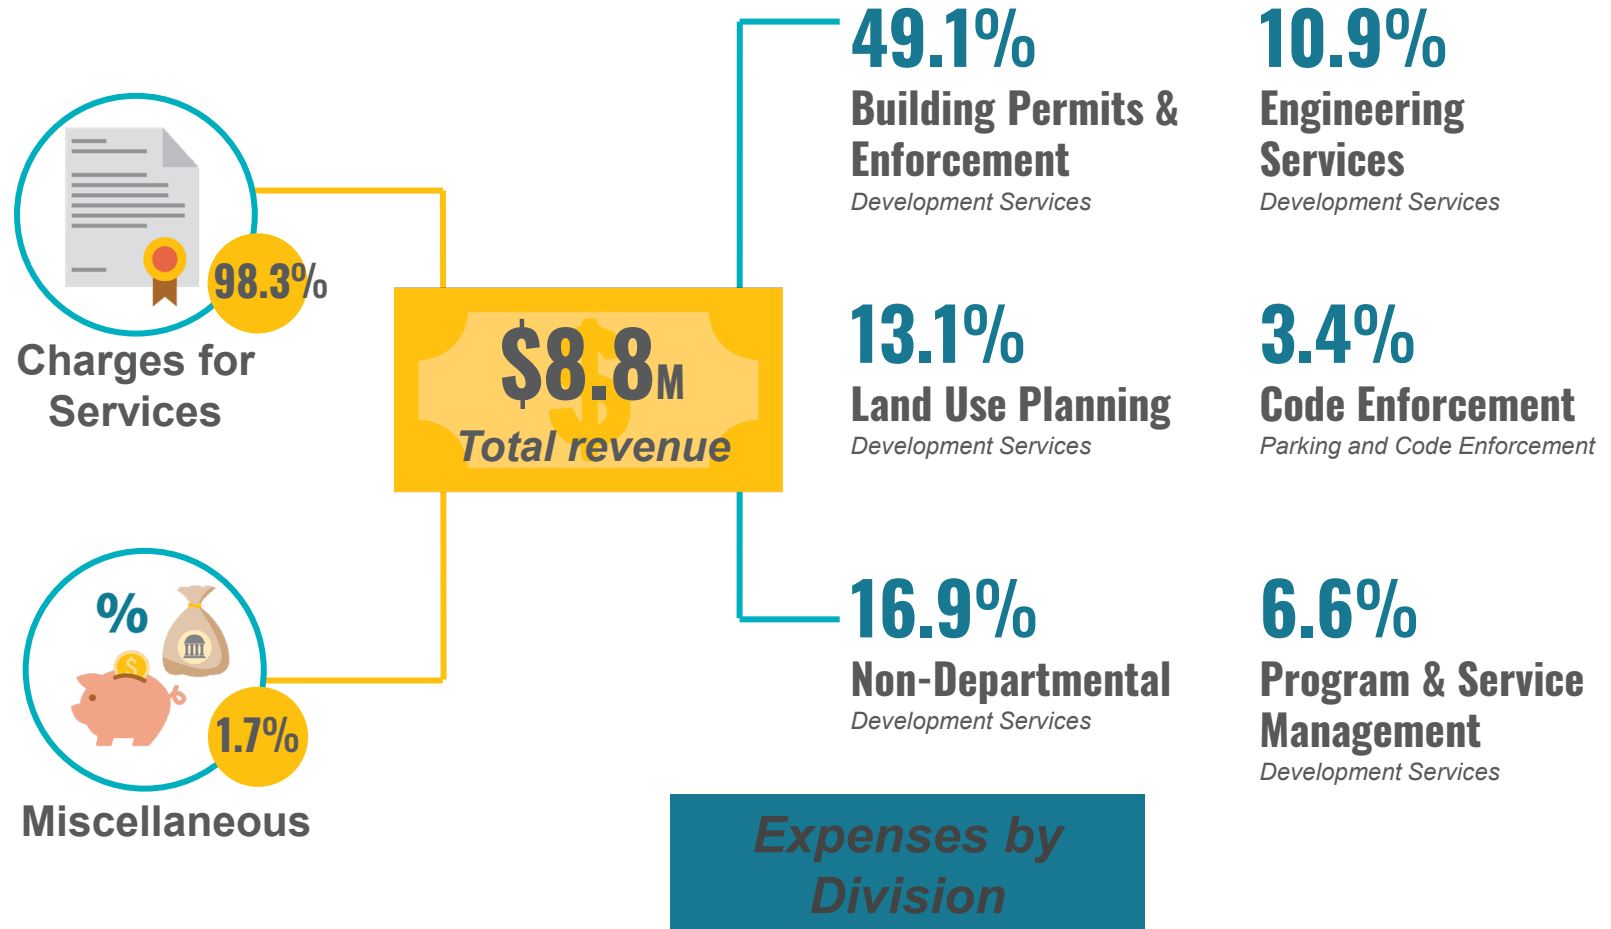 98.3%
Charges for
Services
%
$
1.7%
Miscellaneous
$
$8.8M
Total revenue
49.1%
Building Permits &
Enforcement
Development Services
10.9%
Engineering
Services
Development Services
13.1%
Land Use Planning
Development Services
3.4%
Code Enforcement
Parking and Code Enforcement
16.9%
Non-Departmental
Development Services
6.6%
Program & Service
Management
Development Services
Expenses by
Division